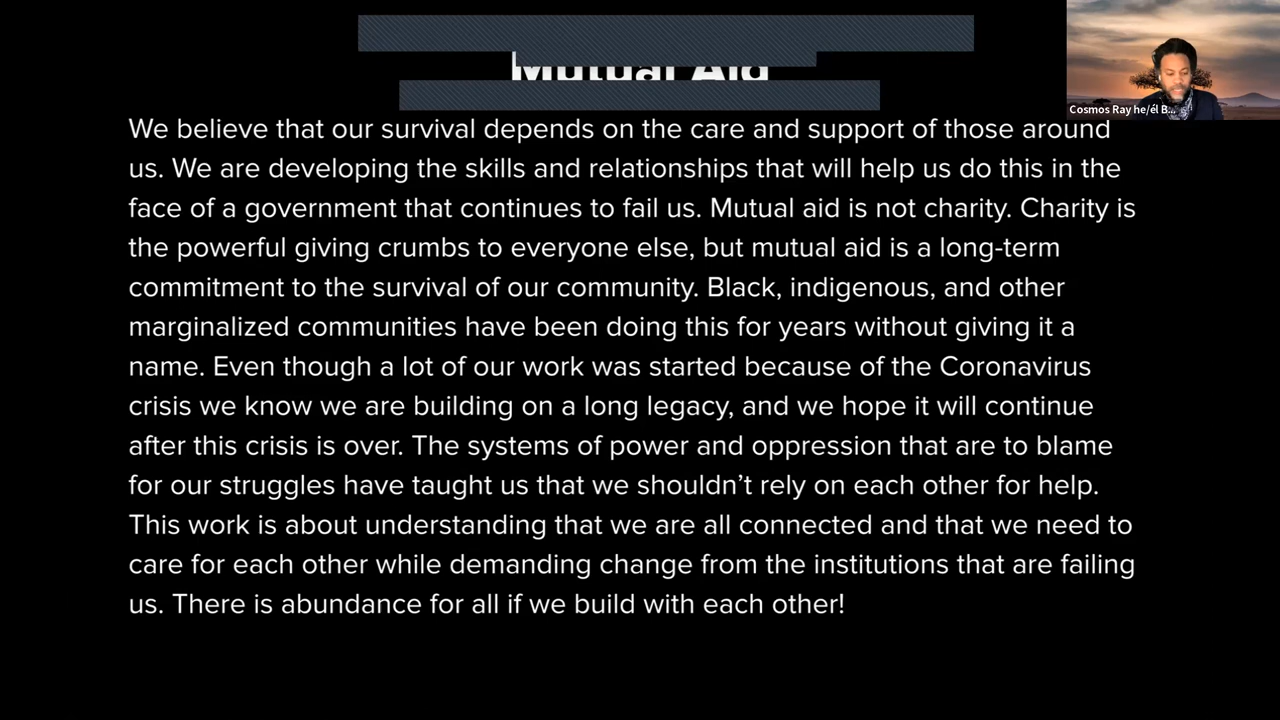 Mutual Aid
Cosmos Ray he/él B...
We believe that our survival depends on the care and support of those around
us. We are developing the skills and relationships that will help us do this in the
face of a government that continues to fail us. Mutual aid is not charity. Charity is
the powerful giving crumbs to everyone else, but mutual aid is a long-term
commitment to the survival of our community. Black, indigenous, and other
marginalized communities have been doing this for years without giving it a
name. Even though a lot of our work was started because of the Coronavirus
crisis we know we are building on a long legacy, and we hope it will continue
after this crisis is over. The systems of power and oppression that are to blame
for our struggles have taught us that we shouldn’t rely on each other for help.
This work is about understanding that we are all connected and that we need to
care for each other while demanding change from the institutions that are failing
us. There is abundance for all if we build with each other!